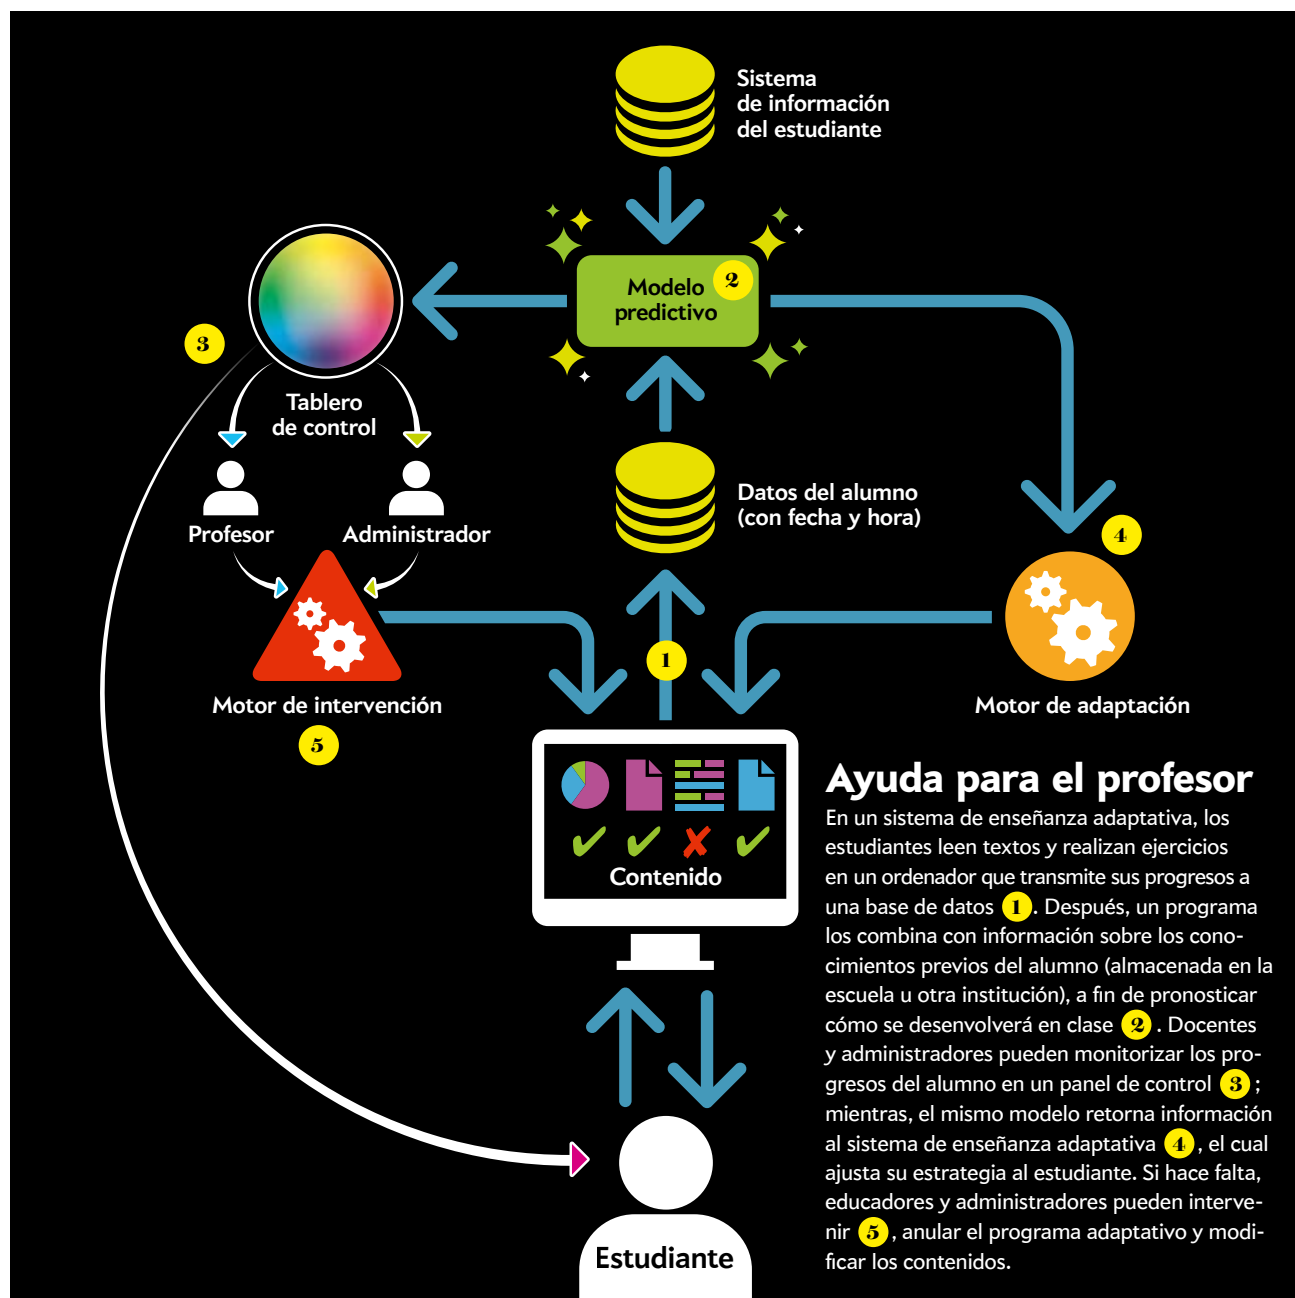 Sistema
de información
del estudiante
Modelo
predictivo
2
3
Tablero
de control
Profesor
Administrador
Datos del alumno
(con fecha y hora)
4
1
Motor de intervención
5
Motor de adaptación
Contenido
Estudiante
Ayuda para el profesor
En un sistema de enseñanza adaptativa, los
estudiantes leen textos y realizan ejercicios
en un ordenador que transmite sus progresos a
una base de datos 1. Después, un programa
los combina con información sobre los cono-
cimientos previos del alumno (almacenada en la
escuela u otra institución), a fin de pronosticar
cómo se desenvolverá en clase 2. Docentes
y administradores pueden monitorizar los pro-
gresos del alumno en un panel de control 3;
mientras, el mismo modelo retorna información
al sistema de enseñanza adaptativa 4, el cual
ajusta su estrategia al estudiante. Si hace falta,
educadores y administradores pueden interve-
nir 5, anular el programa adaptativo y modi-
ficar los contenidos.